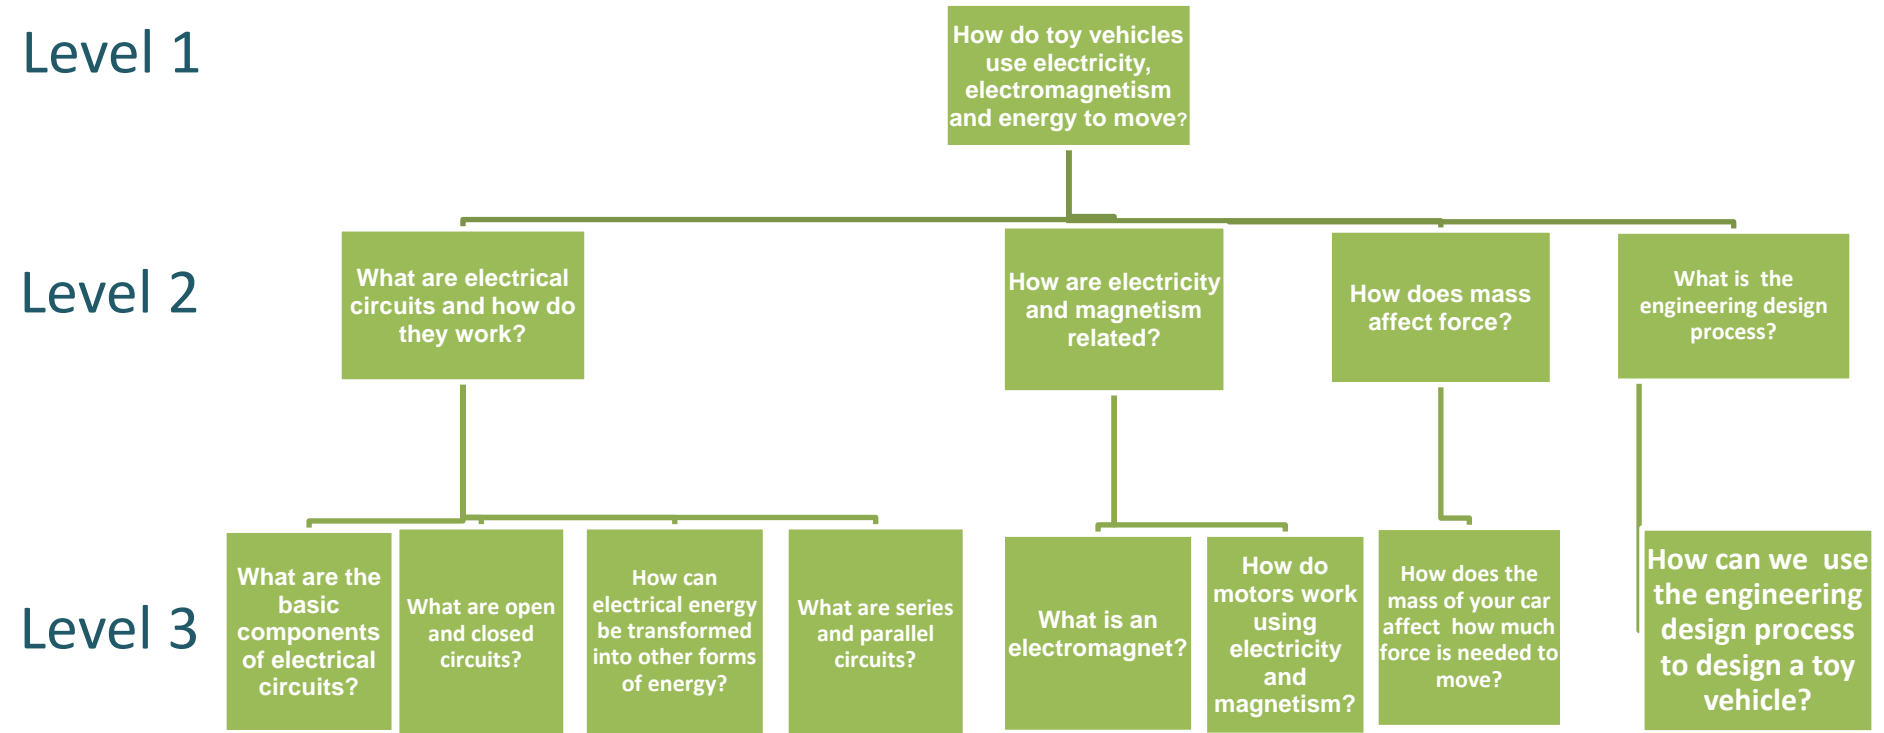 Level 1
How do toy vehicles
use electricity,
electromagnetism
and energy to move?
Level 2
What are electrical
circuits and how do
they work?
How are electricity
and magnetism
related?
How does mass
affect force?
What is  the
engineering design
process?
Level 3
What are the
basic
components
of electrical
circuits?
What are open
and closed
circuits?
How can
electrical energy
be transformed
into other forms
of energy?
What are series
and parallel
circuits?
What is an
electromagnet?
How do
motors work
using
electricity
and
magnetism?
How does the
mass of your car
affect  how much
force is needed to
move?
How can we  use
the engineering
design process
to design a toy
vehicle?